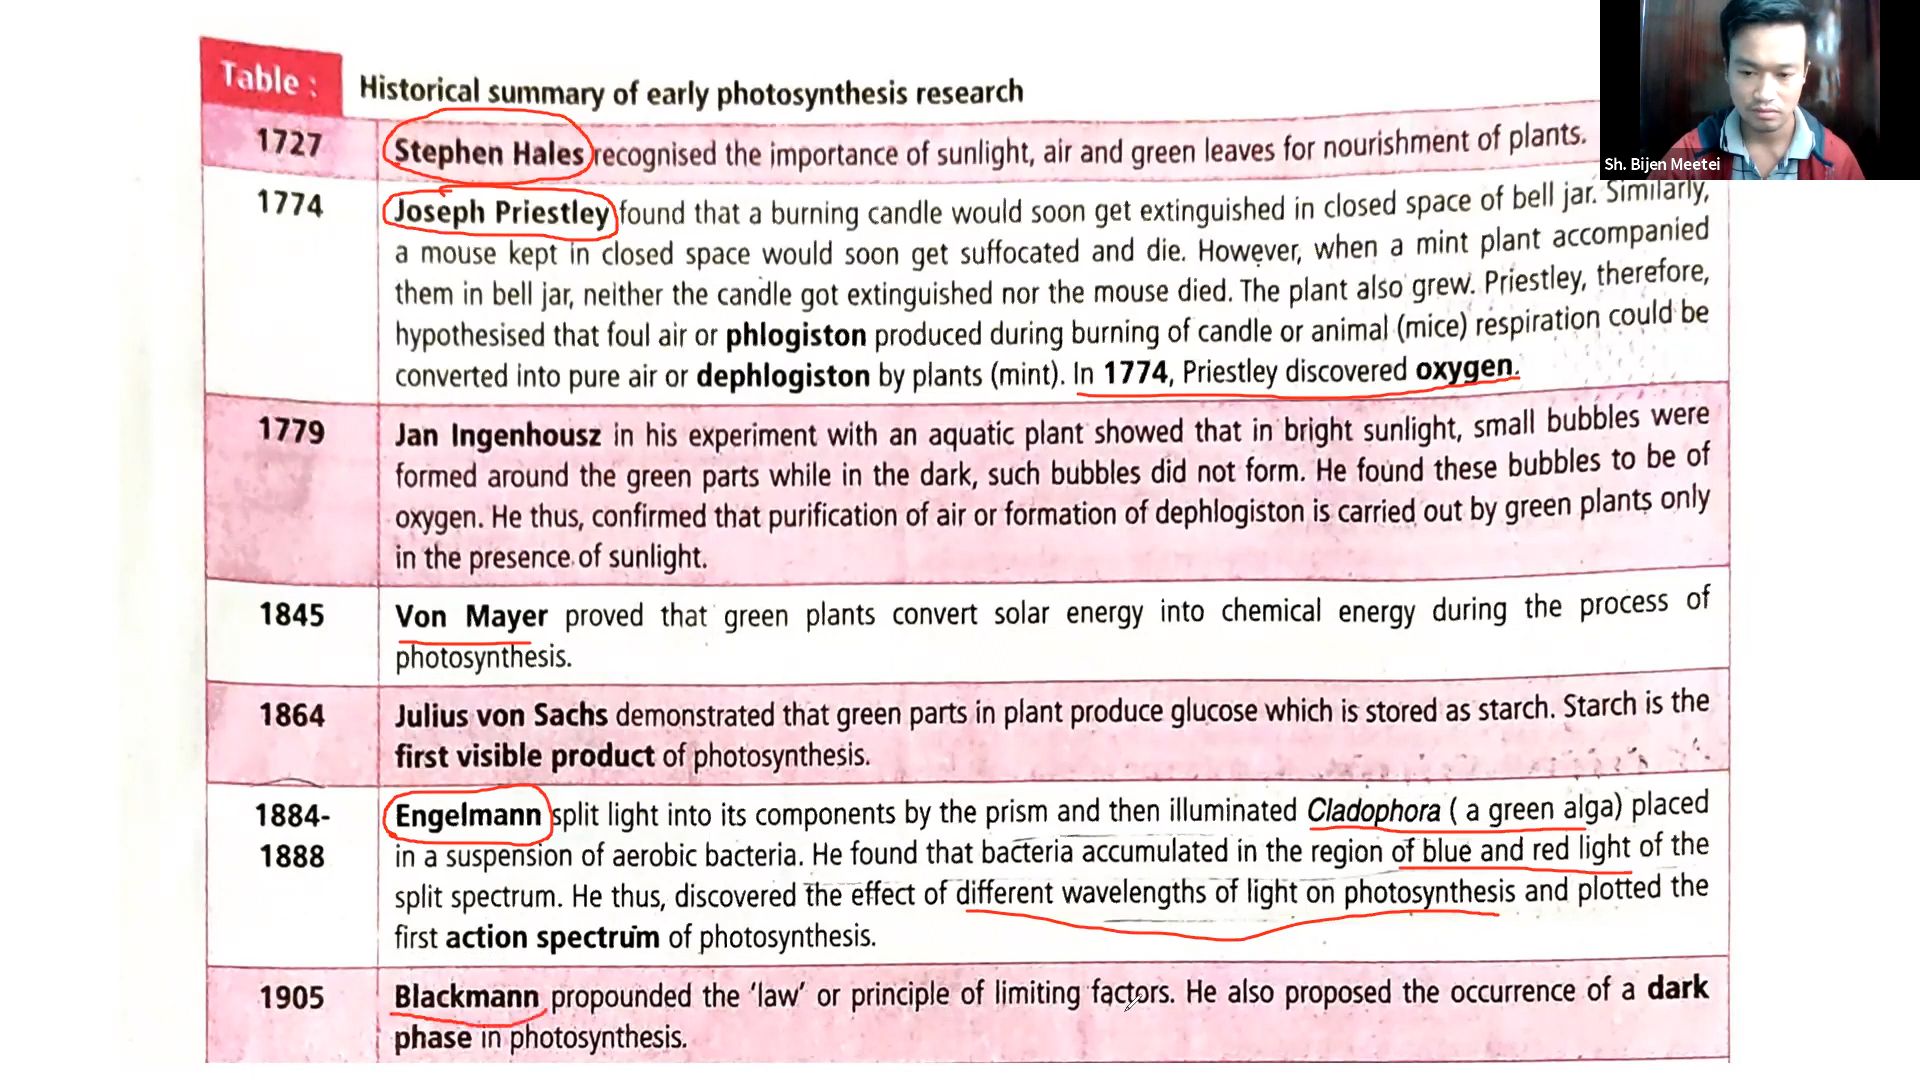 Table :
Historical summary of early photosynthesis research
1727
Stephen Hales recognised the importance of sunlight, air and green leaves for nourishment of plants.
1774
Joseph Priestley found that a burning candle would soon get extinguished in closed space of bell jar. Similarly,
a mouse kept in closed space would soon get suffocated and die. However, when a mint plant accompanied
them in bell jar, neither the candle got extinguished nor the mouse died. The plant also grew. Priestley, therefore,
hypothesised that foul air or phlogiston produced during burning of candle or animal (mice) respiration could be
converted into pure air or dephlogiston by plants (mint). In 1774, Priestley discovered oxygen.
1779
Jan Ingenhousz in his experiment with an aquatic plant showed that in bright sunlight, small bubbles were
formed around the green parts while in the dark, such bubbles did not form. He found these bubbles to be of
oxygen. He thus, confirmed that purification of air or formation of dephlogiston is carried out by green plants only
in the presence of sunlight.
1845
Von Mayer proved that green plants convert solar energy into chemical energy during the process of
photosynthesis.
1864
Julius von Sachs demonstrated that green parts in plant produce glucose which is stored as starch. Starch is the
first visible product of photosynthesis.
1884-
1888
Engelmann split light into its components by the prism and then illuminated Cladophora ( a green alga) placed
in a suspension of aerobic bacteria. He found that bacteria accumulated in the region of blue and red light of the
split spectrum. He thus, discovered the effect of different wavelengths of light on photosynthesis and plotted the
first action spectrum of photosynthesis.
1905
Blackmann propounded the 'law' or principle of limiting factors. He also proposed the occurrence of a dark
phase in photosynthesis.
Sh. Bijen Meetei